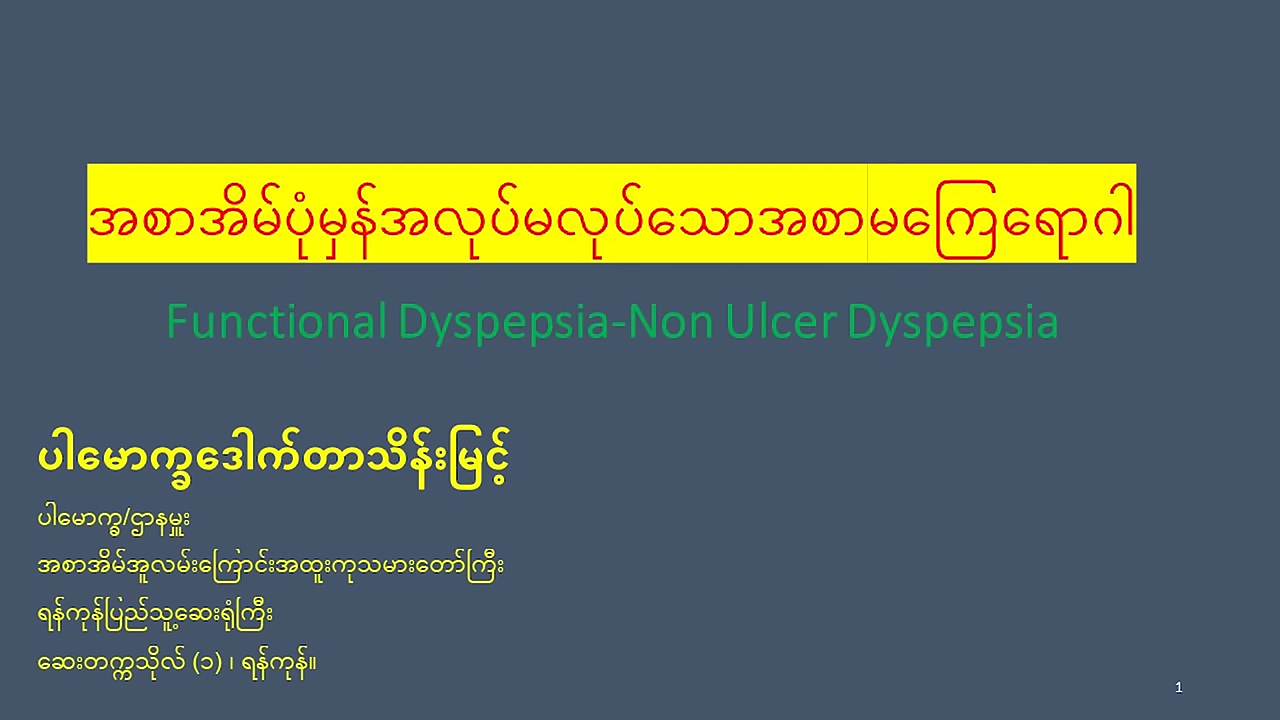 အစာအိမ်ပုံမှန်အလုပ်မလုပ်သောအစာမကြေရောဂါ
Functional Dyspepsia-Non Ulcer Dyspepsia
ပါမောက္ခဒေါက်တာသိန်းမြင့်
ပါမောက္ခ/ဌာနမှူး
အစာအိမ်အူလမ်းကြောင်းအထူးကုသမားတော်ကြီး
ရန်ကုန်ပြည်သူ့ဆေးရုံကြီး
ဆေးတက္ကသိုလ် (၁) ၊ ရန်ကုန်။
1